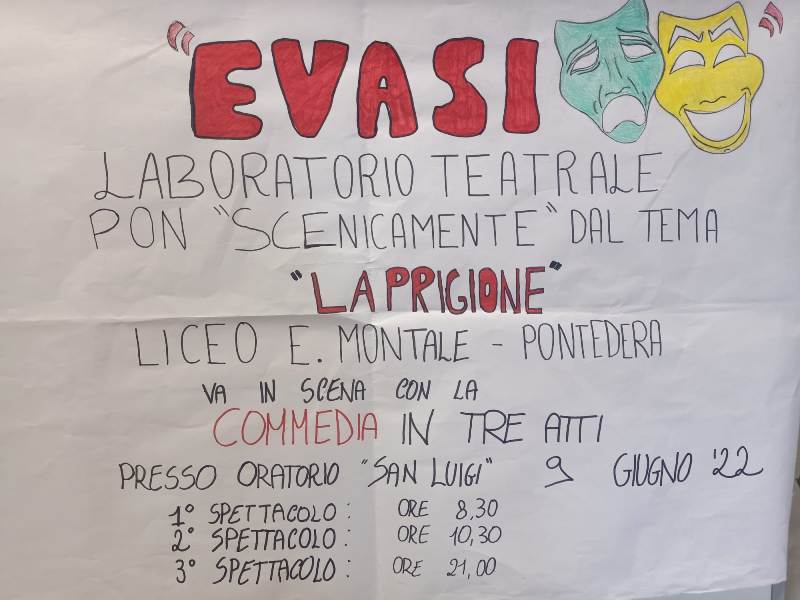 "EVASI"
LABORATORIO TEATRALE
PON "SCENICAMENTE" DAL TEMA
"LA PRIGIONE"
LICEO E. MONTALE - PONTEDERA
VA IN SCENA CON LA
COMMEDIA IN TRE ATTI
PRESSO ORATORIO "SAN LUIGI" 9 GIUGNO '22
1° SPETTACOLO: ORE 8,30
2° SPETTACOLO: ORE 10,30
3° SPETTACOLO: ORE 21,00